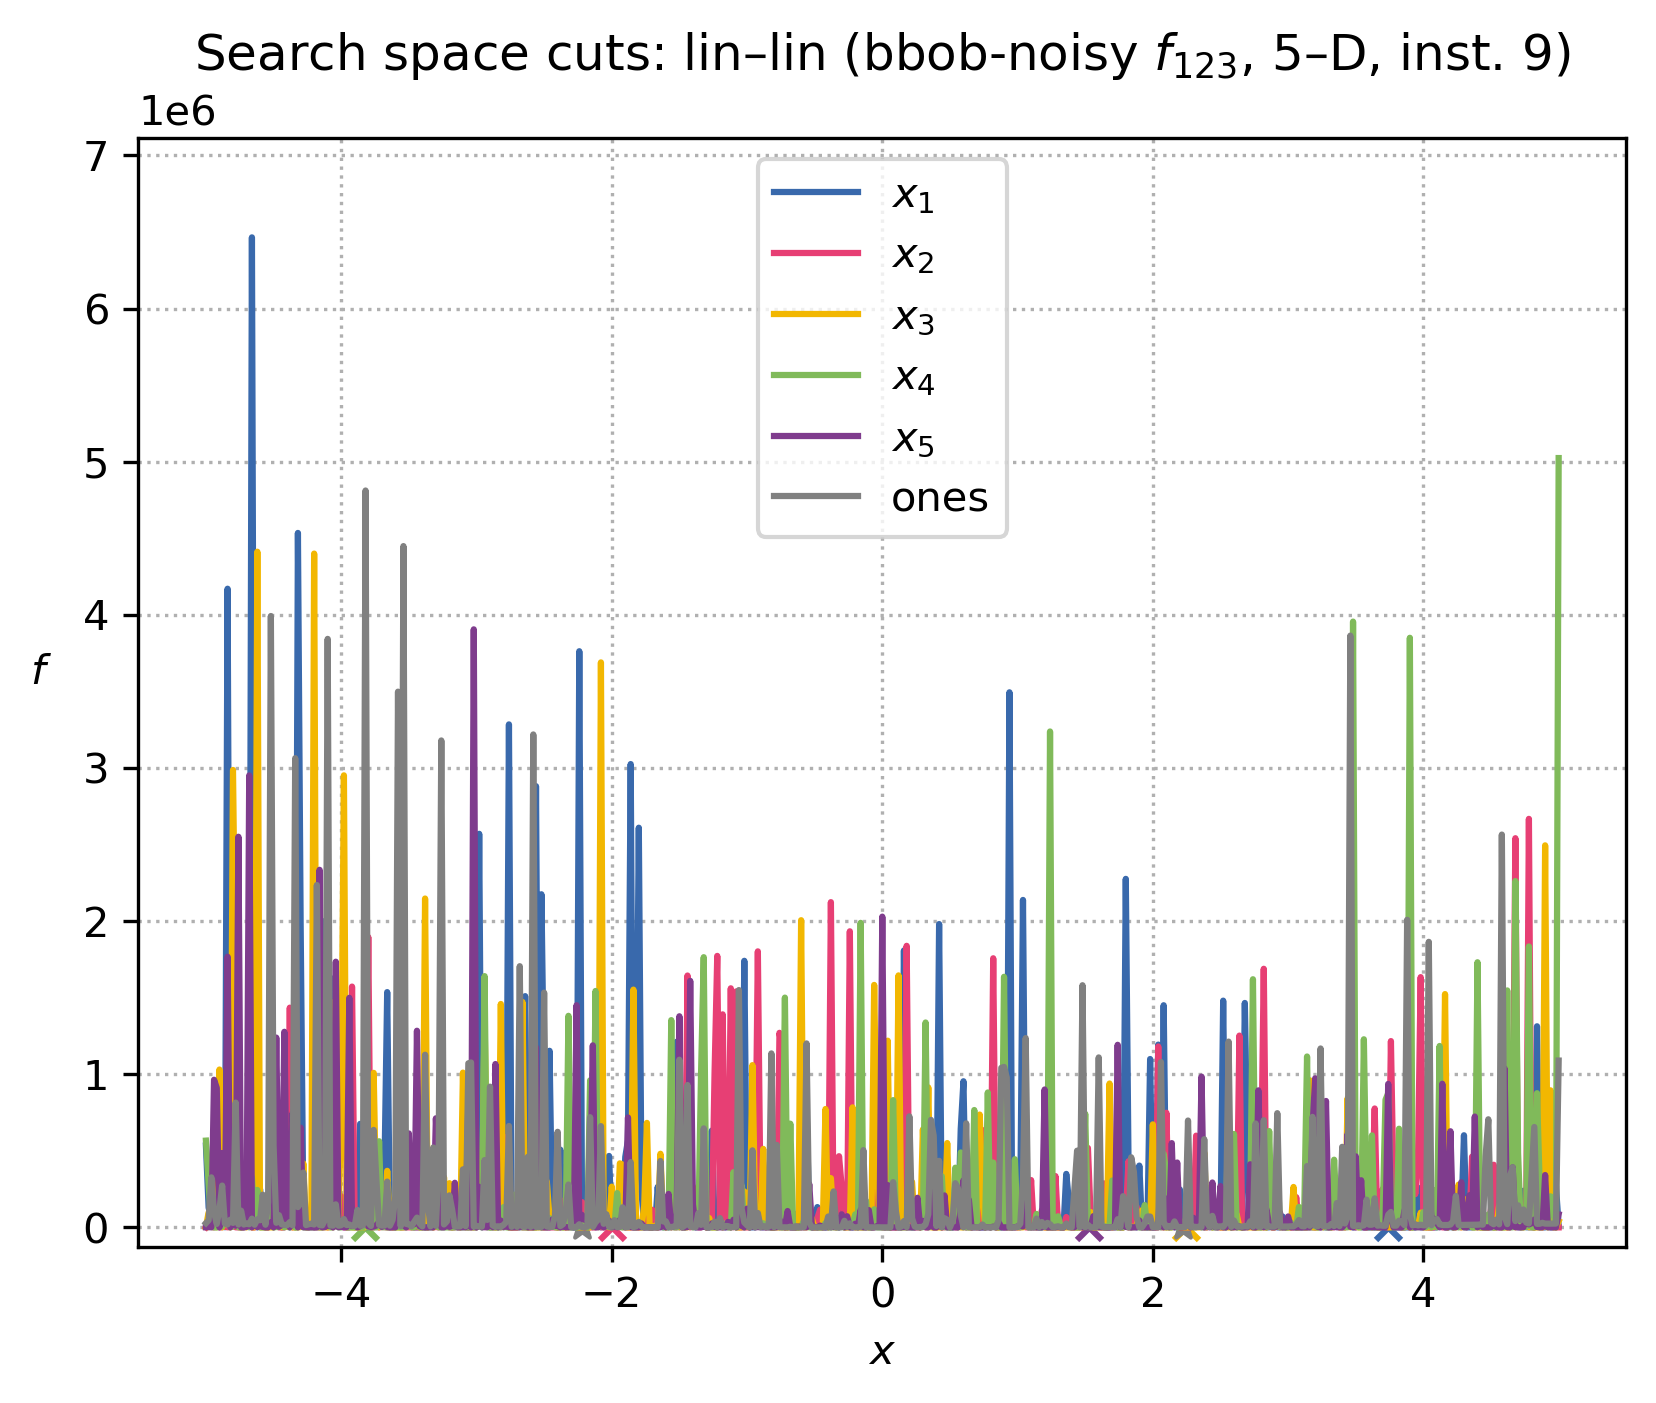 Search space cuts: lin–lin (bbob-noisy f₁₂₃, 5–D, inst. 9)
1e6
7
6
5
4
3
2
1
0
f
x₁
x₂
x₃
x₄
x₅
ones
−4 −2 0 2 4
x